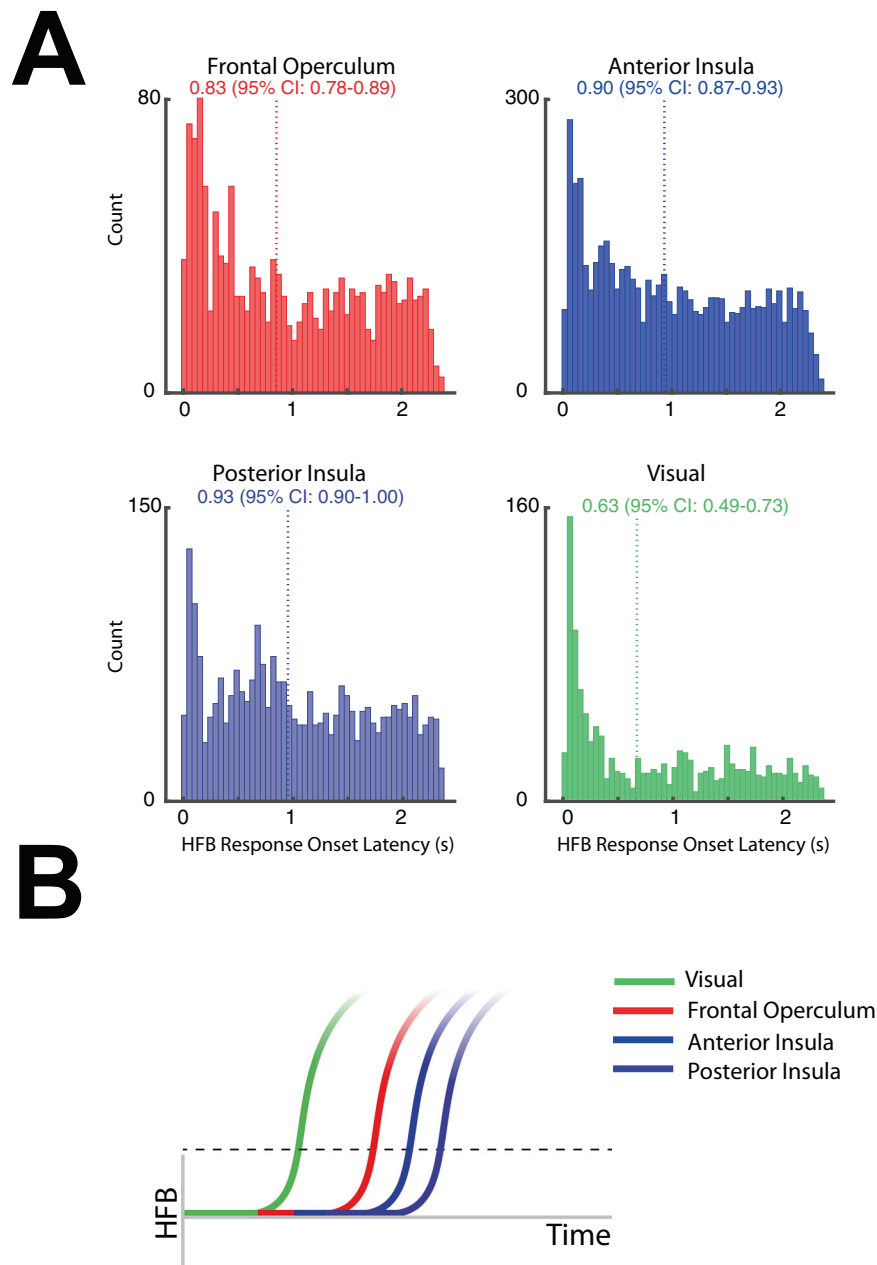 A
Frontal Operculum
0.83 (95% CI: 0.78-0.89)
80
Count
0
0 1 2
Anterior Insula
0.90 (95% CI: 0.87-0.93)
300
0
0 1 2
Posterior Insula
0.93 (95% CI: 0.90-1.00)
150
Count
0
0 1 2
HFB Response Onset Latency (s)
Visual
0.63 (95% CI: 0.49-0.73)
160
0
0 1 2
HFB Response Onset Latency (s)
B
Visual
Frontal Operculum
Anterior Insula
Posterior Insula
HFB
Time